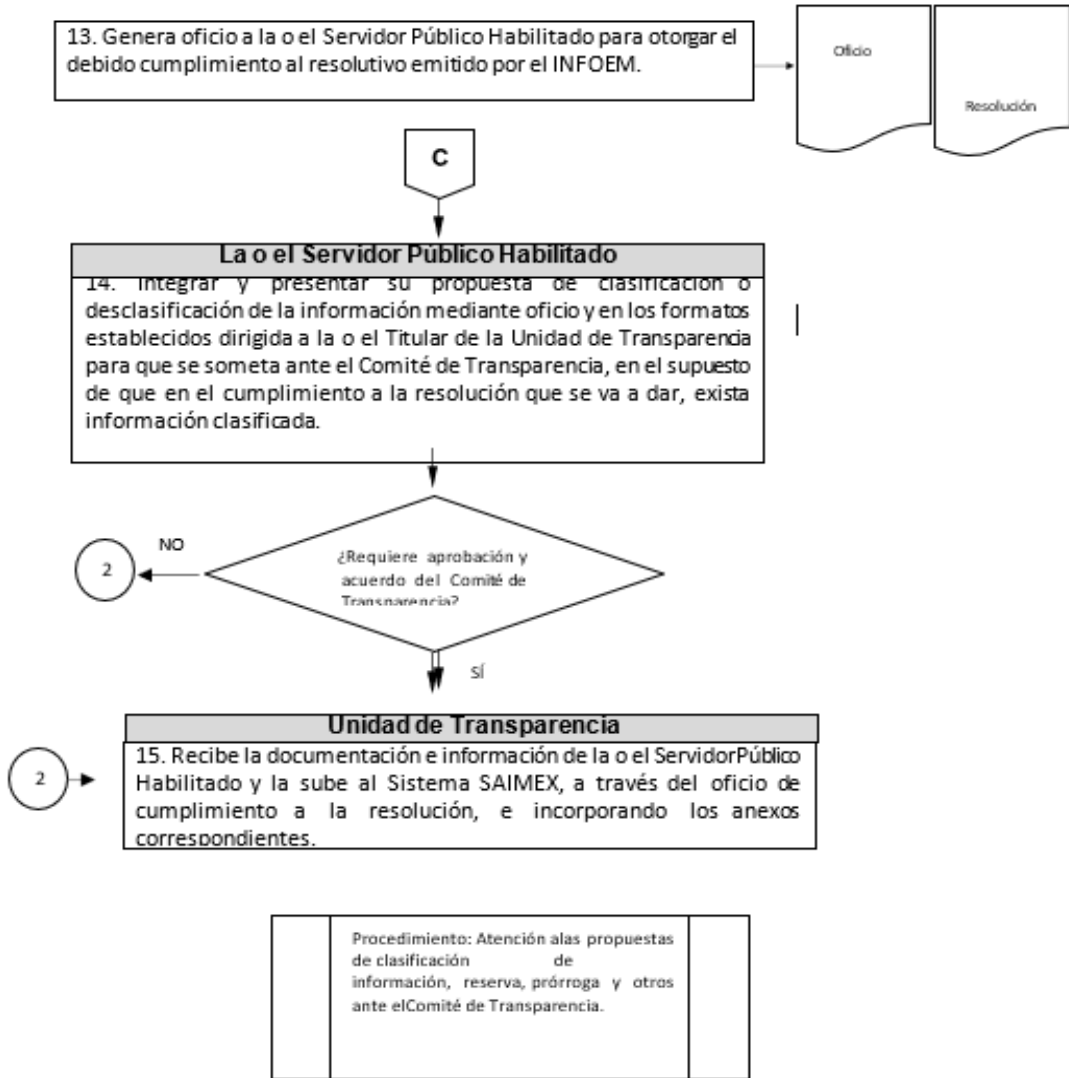 13. Genera oficio a la o el Servidor Público Habilitado para otorgar el
debido cumplimiento al resolutivo emitido por el INFOEM.
Oficio
Resolución
C
La o el Servidor Público Habilitado
14. Integrar y presentar su propuesta de clasificación o
desclasificación de la información mediante oficio y en los formatos
establecidos dirigida a la o el Titular de la Unidad de Transparencia
para que se someta ante el Comité de Transparencia, en el supuesto
de que en el cumplimiento a la resolución que se va a dar, exista
información clasificada.
¿Requiere aprobación y
acuerdo del Comité de
Transparencia?
NO
2
SÍ
Unidad de Transparencia
15. Recibe la documentación e información de la o el ServidorPúblico
Habilitado y la sube al Sistema SAIMEX, a través del oficio de
cumplimiento a la resolución, e incorporando los anexos
correspondientes.
2
Procedimiento: Atención alas propuestas
de clasificación de
información, reserva, prórroga y otros
ante elComité de Transparencia.